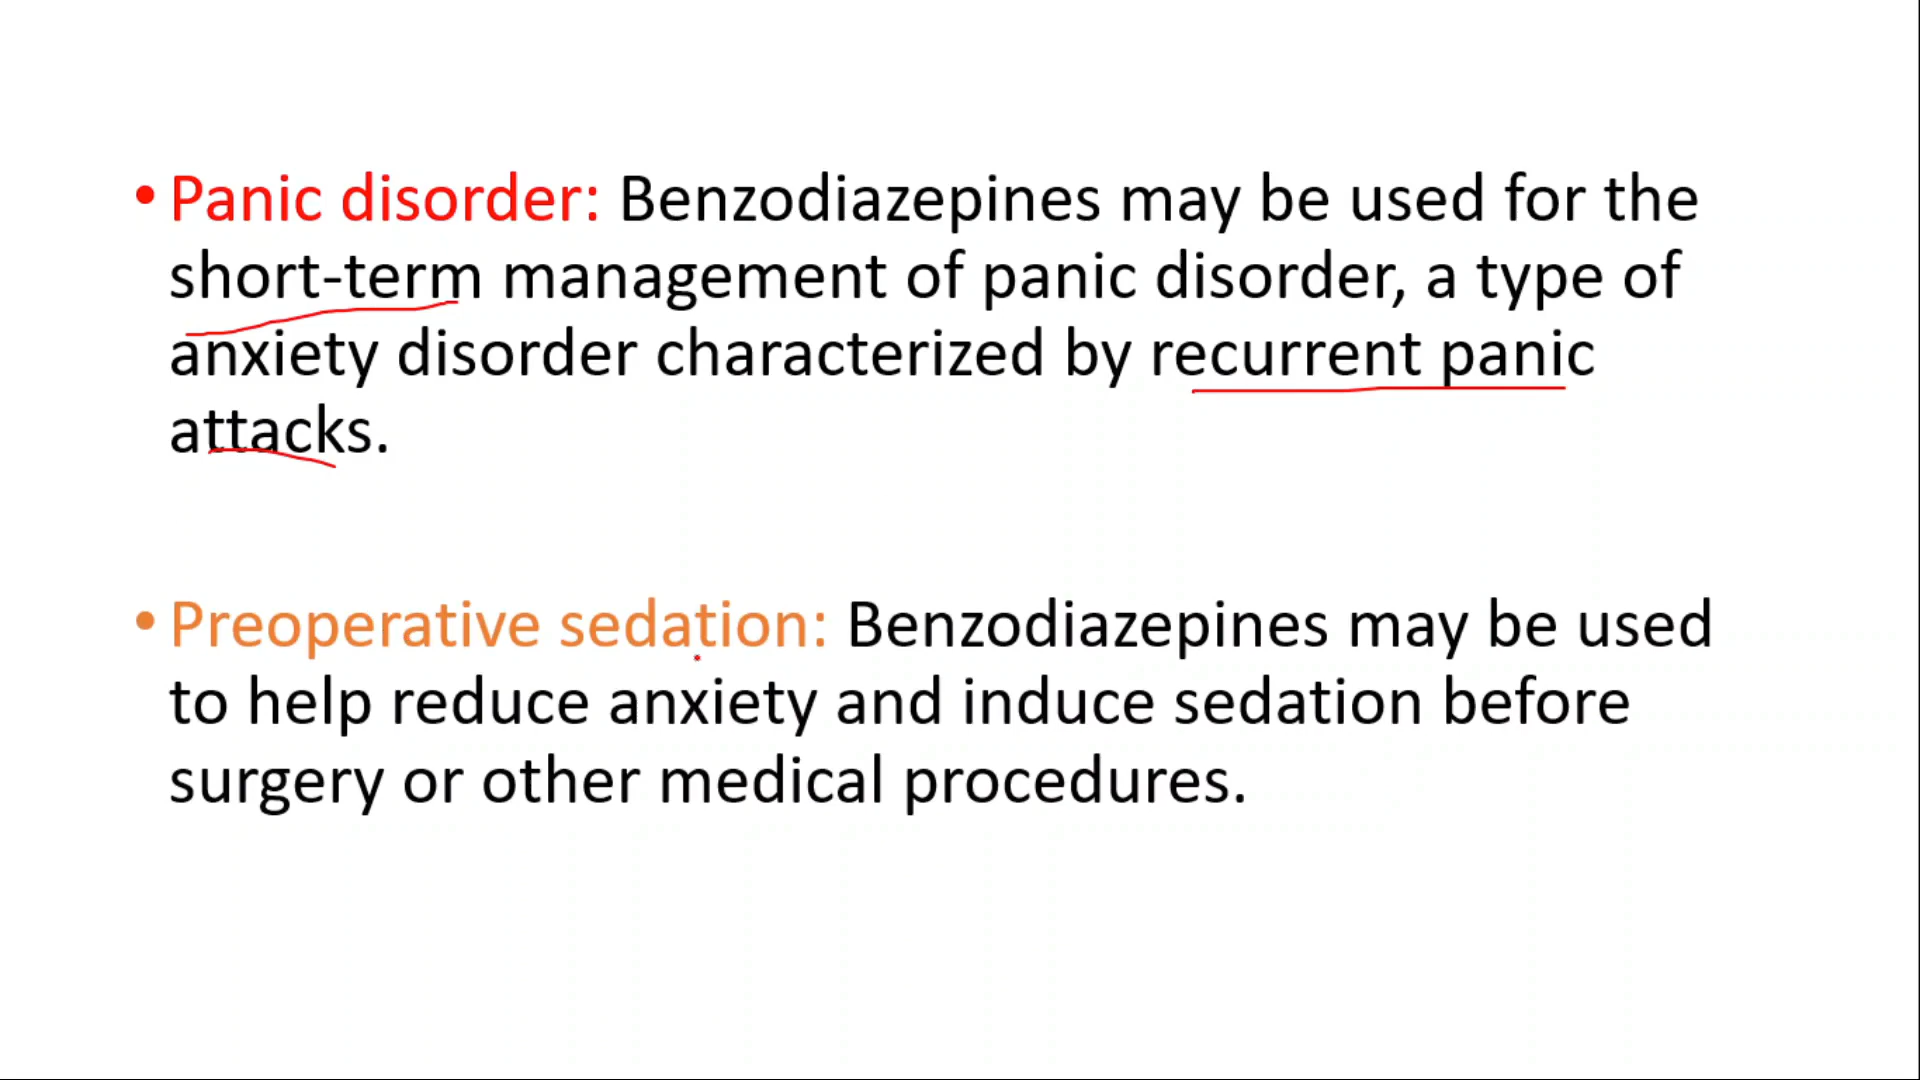 • Panic disorder: Benzodiazepines may be used for the
short-term management of panic disorder, a type of
anxiety disorder characterized by recurrent panic
attacks.
• Preoperative sedation: Benzodiazepines may be used
to help reduce anxiety and induce sedation before
surgery or other medical procedures.